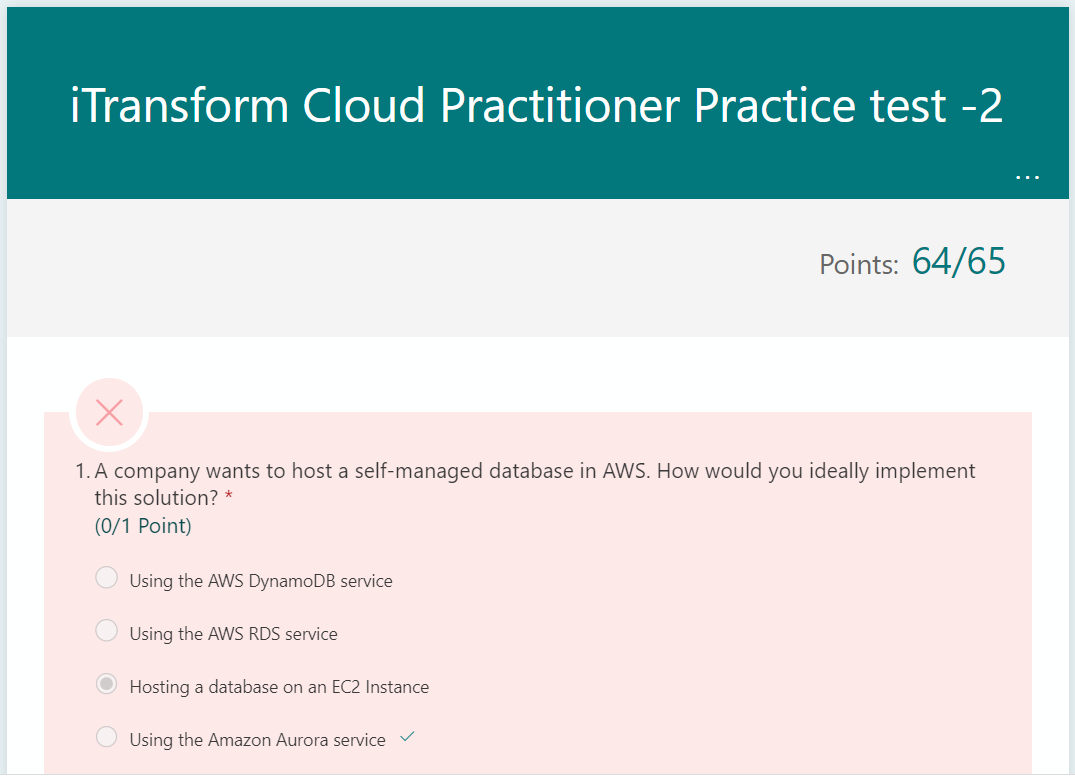 iTransform Cloud Practitioner Practice test -2
...
Points: 64/65
1. A company wants to host a self-managed database in AWS. How would you ideally implement
this solution? *
(0/1 Point)
Using the AWS DynamoDB service
Using the AWS RDS service
Hosting a database on an EC2 Instance
Using the Amazon Aurora service